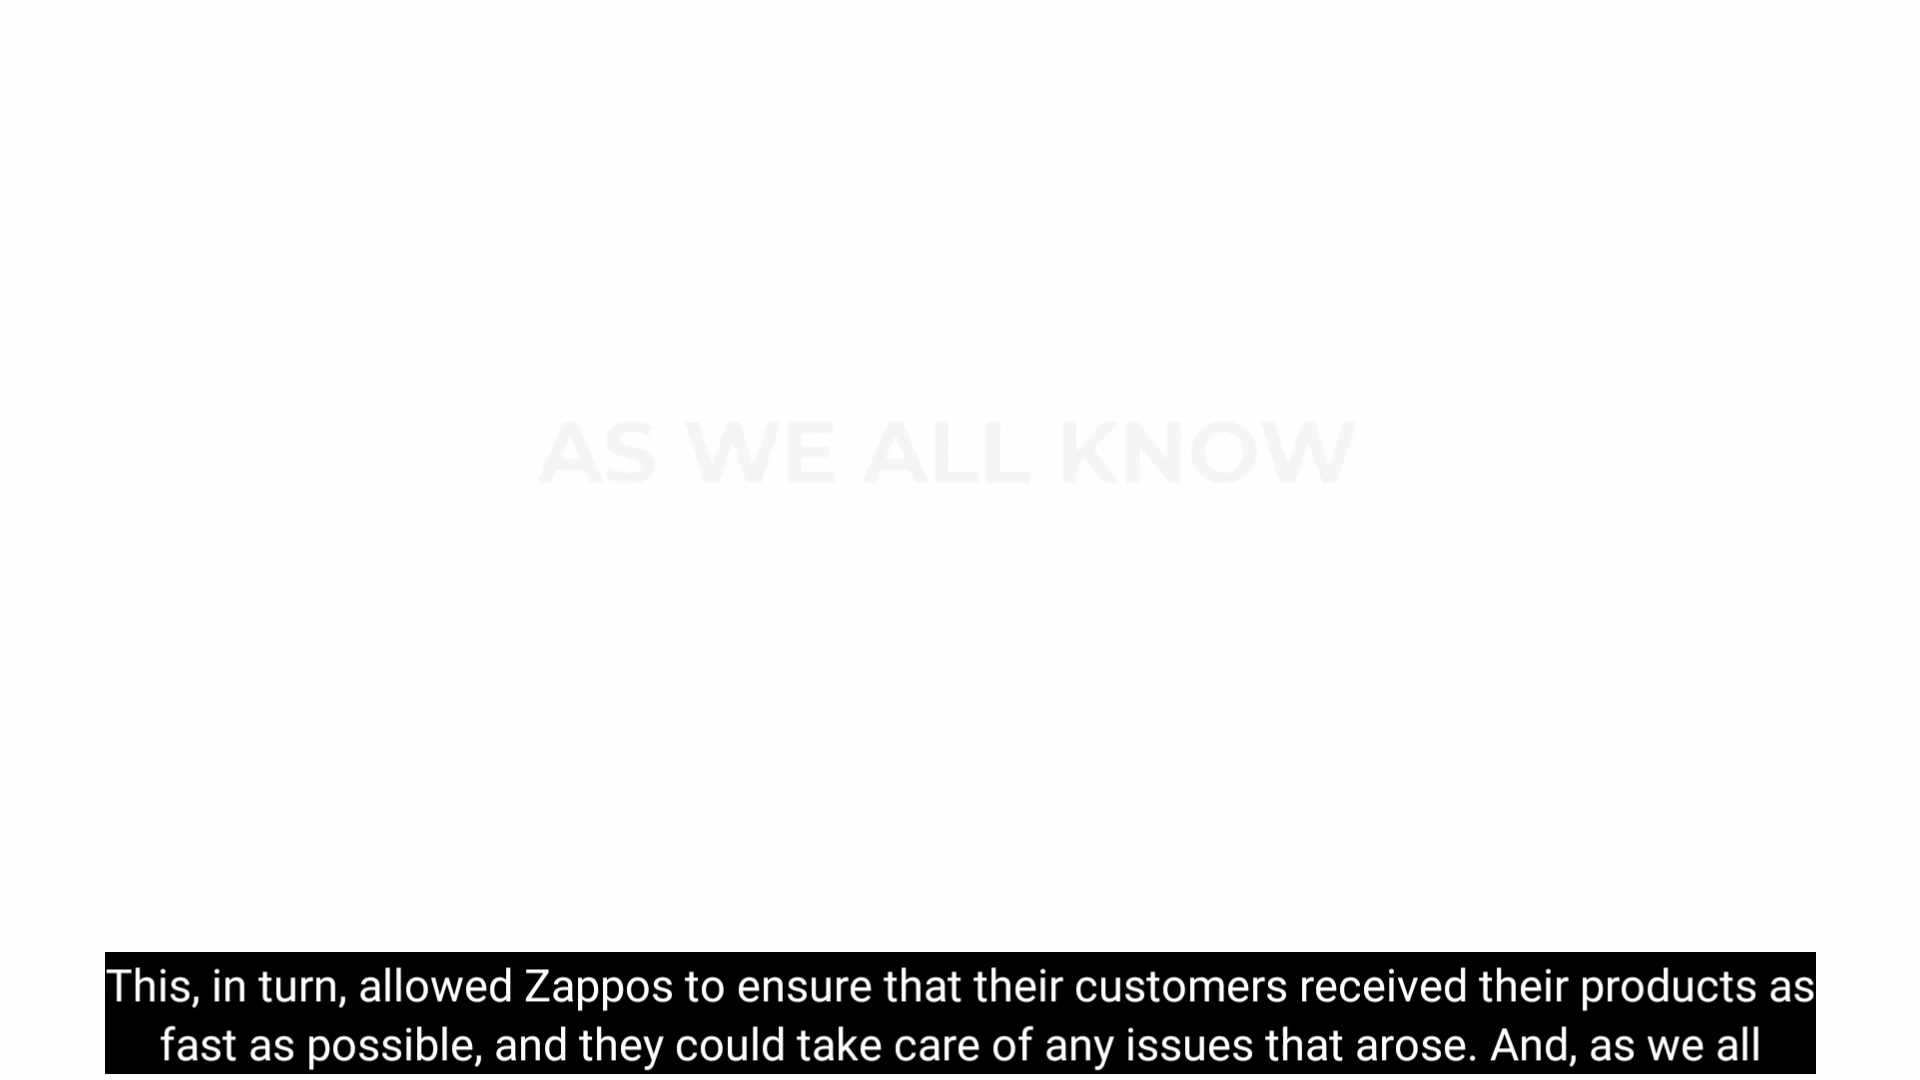 AS WE ALL KNOW
This, in turn, allowed Zappos to ensure that their customers received their products as
fast as possible, and they could take care of any issues that arose. And, as we all